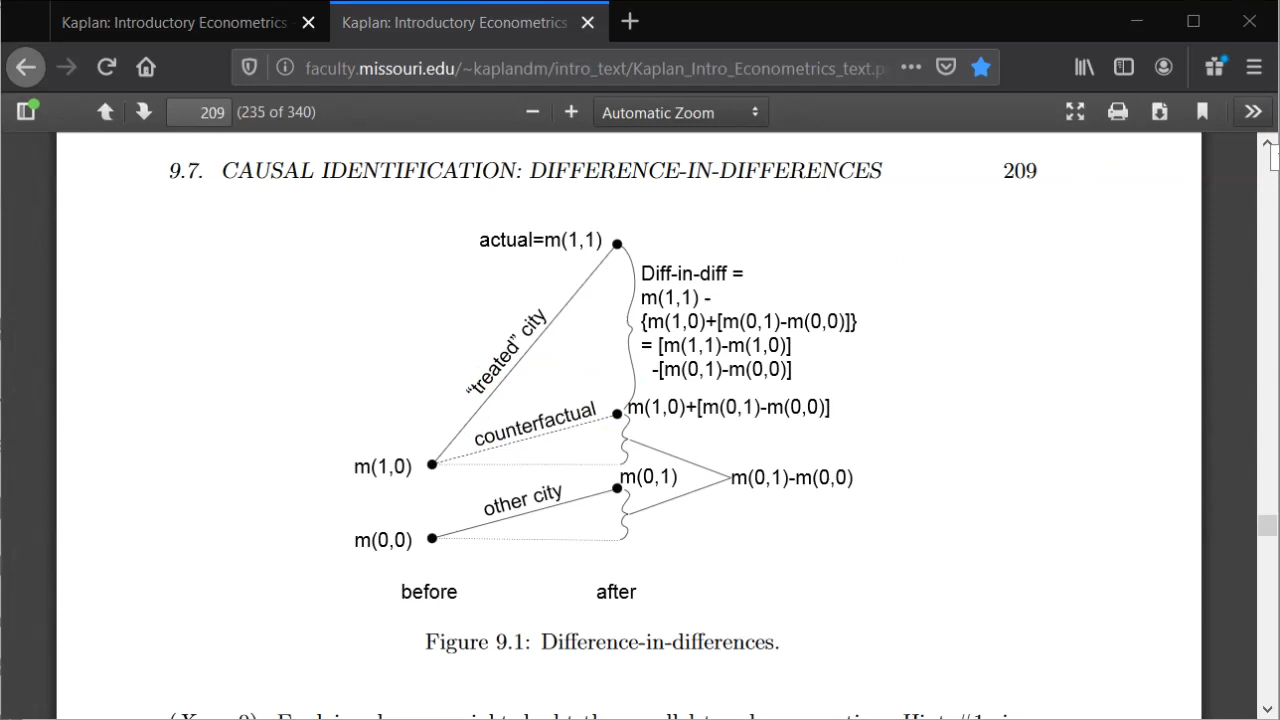 Kaplan: Introductory Econometrics
Kaplan: Introductory Econometrics
faculty.missouri.edu/~kaplandm/intro_text/Kaplan_Intro_Econometrics_text.p
209 (235 of 340) Automatic Zoom
9.7. CAUSAL IDENTIFICATION: DIFFERENCE-IN-DIFFERENCES 209
actual=m(1,1)
Diff-in-diff =
m(1,1) -
{m(1,0)+[m(0,1)-m(0,0)]}
= [m(1,1)-m(1,0)]
-[m(0,1)-m(0,0)]
“treated” city
counterfactual
m(1,0)+[m(0,1)-m(0,0)]
m(1,0)
m(0,1)
m(0,1)-m(0,0)
other city
m(0,0)
before after
Figure 9.1: Difference-in-differences.